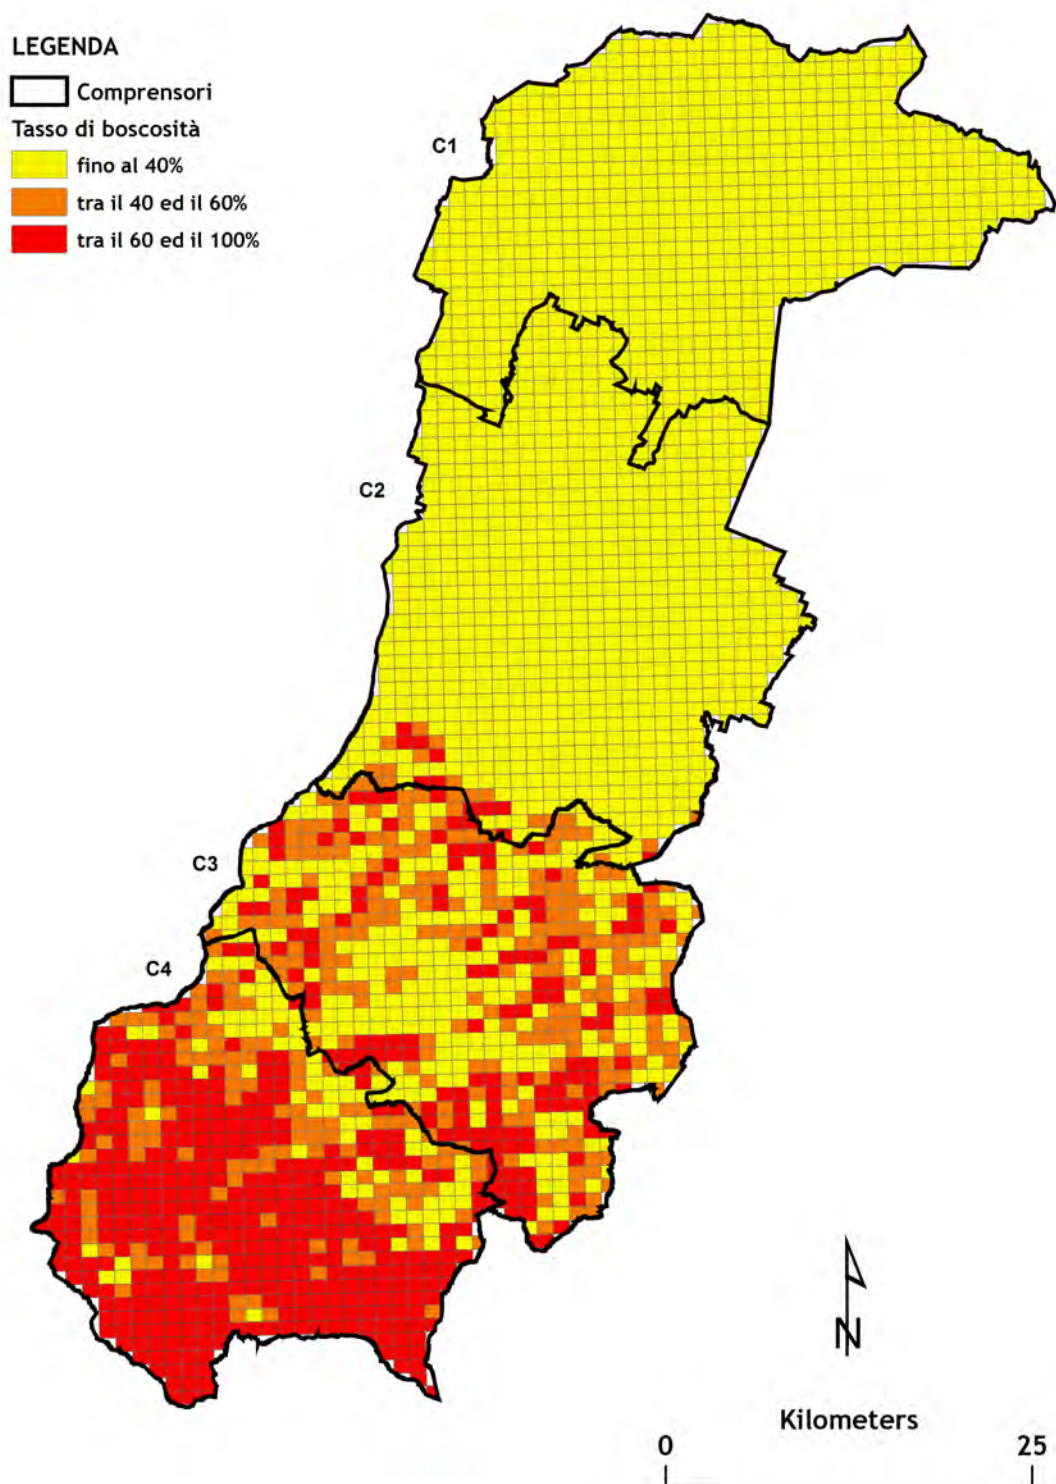 LEGENDA
Comprensori
Tasso di boscosità
fino al 40%
tra il 40 ed il 60%
tra il 60 ed il 100%
C1
C2
C3
C4
N
Kilometers
0 25